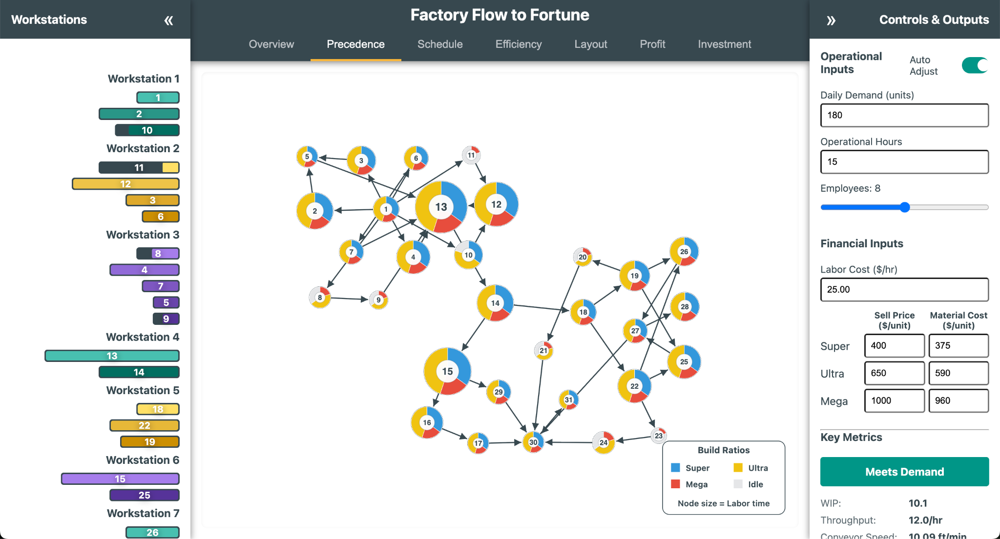 Workstations
«
Workstation 1
1
2
10
Workstation 2
11
12
3
6
Workstation 3
8
4
7
5
9
Workstation 4
13
14
Workstation 5
18
22
19
Workstation 6
15
25
Workstation 7
26
Factory Flow to Fortune
Overview Precedence Schedule Efficiency Layout Profit Investment
5 3 6 11
2 1 13 12
7 4 10
8 9
14
20 19 26
18 27 28
21 25
15 29 31 22
16
17 30 24 23
Build Ratios
Super Ultra
Mega Idle
Node size = Labor time
» Controls & Outputs
Operational Inputs
Auto Adjust
Daily Demand (units)
180
Operational Hours
15
Employees: 8
Financial Inputs
Labor Cost ($/hr)
25.00
Sell Price ($/unit) Material Cost ($/unit)
Super 400 375
Ultra 650 590
Mega 1000 960
Key Metrics
Meets Demand
WIP: 10.1
Throughput: 12.0/hr
Conveyor Speed: 10.09 ft/min